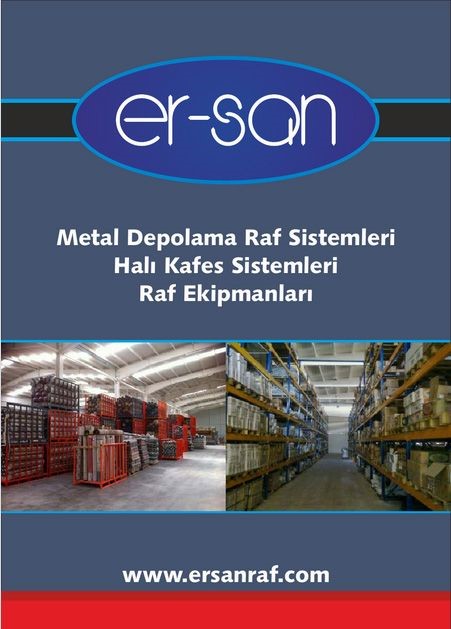 er-san
Metal Depolama Raf Sistemleri
Halı Kafes Sistemleri
Raf Ekipmanları
www.ersanraf.com